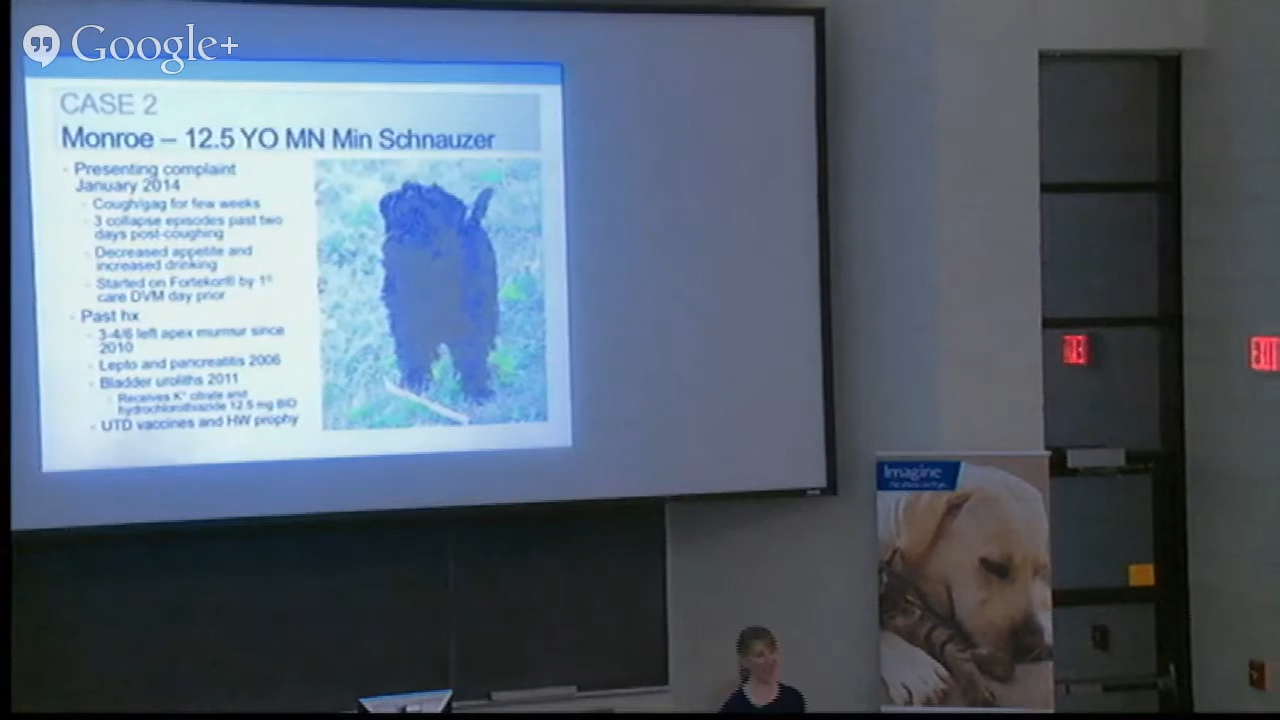 Google+
CASE 2
Monroe – 12.5 YO MN Min Schnauzer
Presenting complaint
January 2014
Cough/gag for few weeks
3 collapse episodes past two
days post-coughing
Decreased appetite and
increased drinking
Started on Fortekor® by 1°
care DVM day prior
Past hx
3-4/6 left apex murmur since
2010
Lepto and pancreatitis 2006
Bladder uroliths 2011
Receives K⁺ citrate and
hydrochlorothiazide 12.5 mg BID
UTD vaccines and HW prophy
Imagine
EXIT